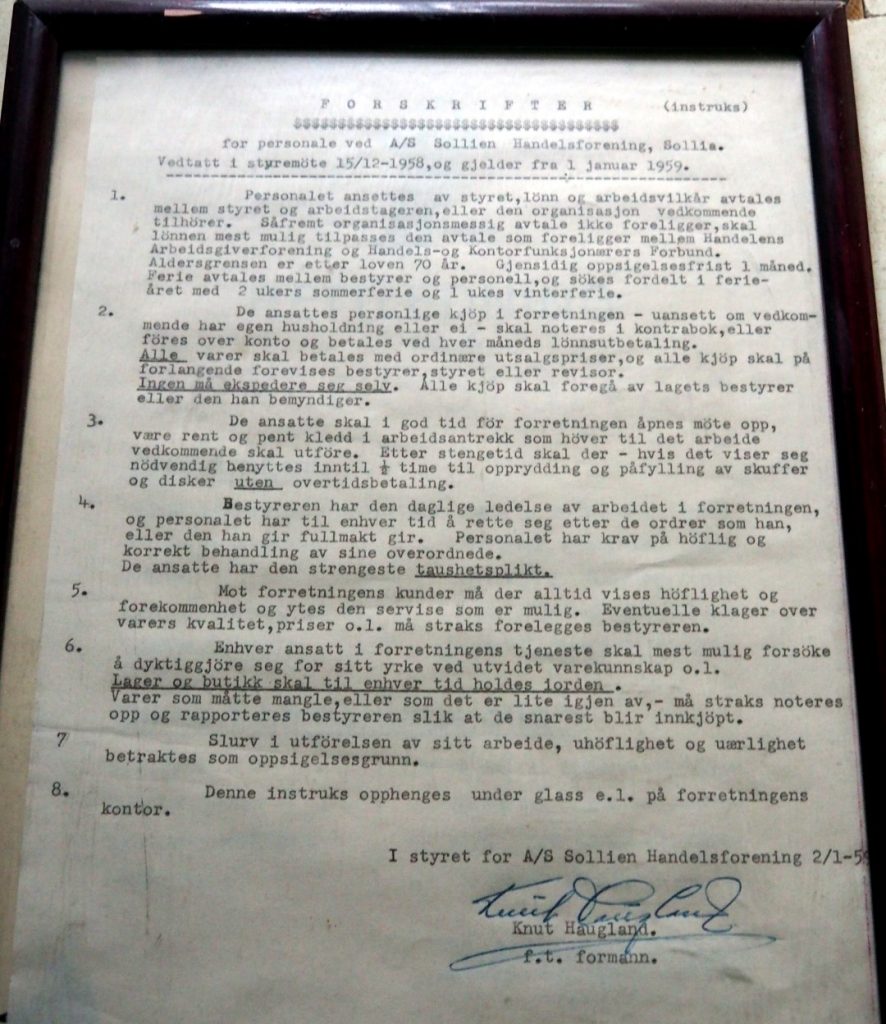 F O R S K R I F T E R (instruks)
$$$$$$$$$$$$$$$$$$$$$$$$$$$$$$$$$$$$$
for personale ved A/S Sollien Handelsforening, Sollia.
Vedtatt i styremöte 15/12-1958,og gjelder fra 1 januar 1959.
1. Personalet ansettes av styret,lönn og arbeidsvilkår avtales
mellem styret og arbeidstageren,eller den organisasjon vedkommende
tilhörer. Såfremt organisasjonsmessig avtale ikke foreligger,skal
lönnen mest mulig tilpasses den avtale som foreligger mellem Handelens
Arbeidsgiverforening og Handels-og Kontorfunksjonærers Forbund.
Aldersgrensen er etter loven 70 år. Gjensidig oppsigelsesfrist 1 måned.
Ferie avtales mellem bestyrer og personell,og sökes fordelt i ferie-
året med 2 ukers sommerferie og 1 ukes vinterferie.
2. De ansattes personlige kjöp i forretningen - uansett om vedkom-
mende har egen husholdning eller ei - skal noteres i kontrabok,eller
föres over konto og betales ved hver måneds lönnsutbetaling.
Alle varer skal betales med ordinære utsalgspriser,og alle kjöp skal på
forlangende forevises bestyrer,styret eller revisor.
Ingen må ekspedere seg selv. Alle kjöp skal foregå av lagets bestyrer
eller den han bemyndiger.
3. De ansatte skal i god tid för forretningen åpnes möte opp,
være rent og pent kledd i arbeidsantrekk som höver til det arbeide
vedkommende skal utföre. Etter stengetid skal der - hvis det viser seg
nödvendig benyttes inntil ½ time til opprydding og påfylling av skuffer
og disker uten overtidsbetaling.
4. Bestyreren har den daglige ledelse av arbeidet i forretningen,
og personalet har til enhver tid å rette seg etter de ordrer som han,
eller den han gir fullmakt gir. Personalet har krav på höflig og
korrekt behandling av sine overordnede.
De ansatte har den strengeste taushetsplikt.
5. Mot forretningens kunder må der alltid vises höflighet og
forekommenhet og ytes den servise som er mulig. Eventuelle klager over
varers kvalitet,priser o.l. må straks forelegges bestyreren.
6. Enhver ansatt i forretningens tjeneste skal mest mulig forsöke
å dyktiggjöre seg for sitt yrke ved utvidet varekunnskap o.l.
Lager og butikk skal til enhver tid holdes iorden .
Varer som måtte mangle,eller som det er lite igjen av,- må straks noteres
opp og rapporteres bestyreren slik at de snarest blir innkjöpt.
7 Slurv i utförelsen av sitt arbeide, uhöflighet og uærlighet
betraktes som oppsigelsesgrunn.
8. Denne instruks opphenges under glass e.l. på forretningens
kontor.
I styret for A/S Sollien Handelsforening 2/1-59
Knut Haugland
Knut Haugland.
f.t. formann.